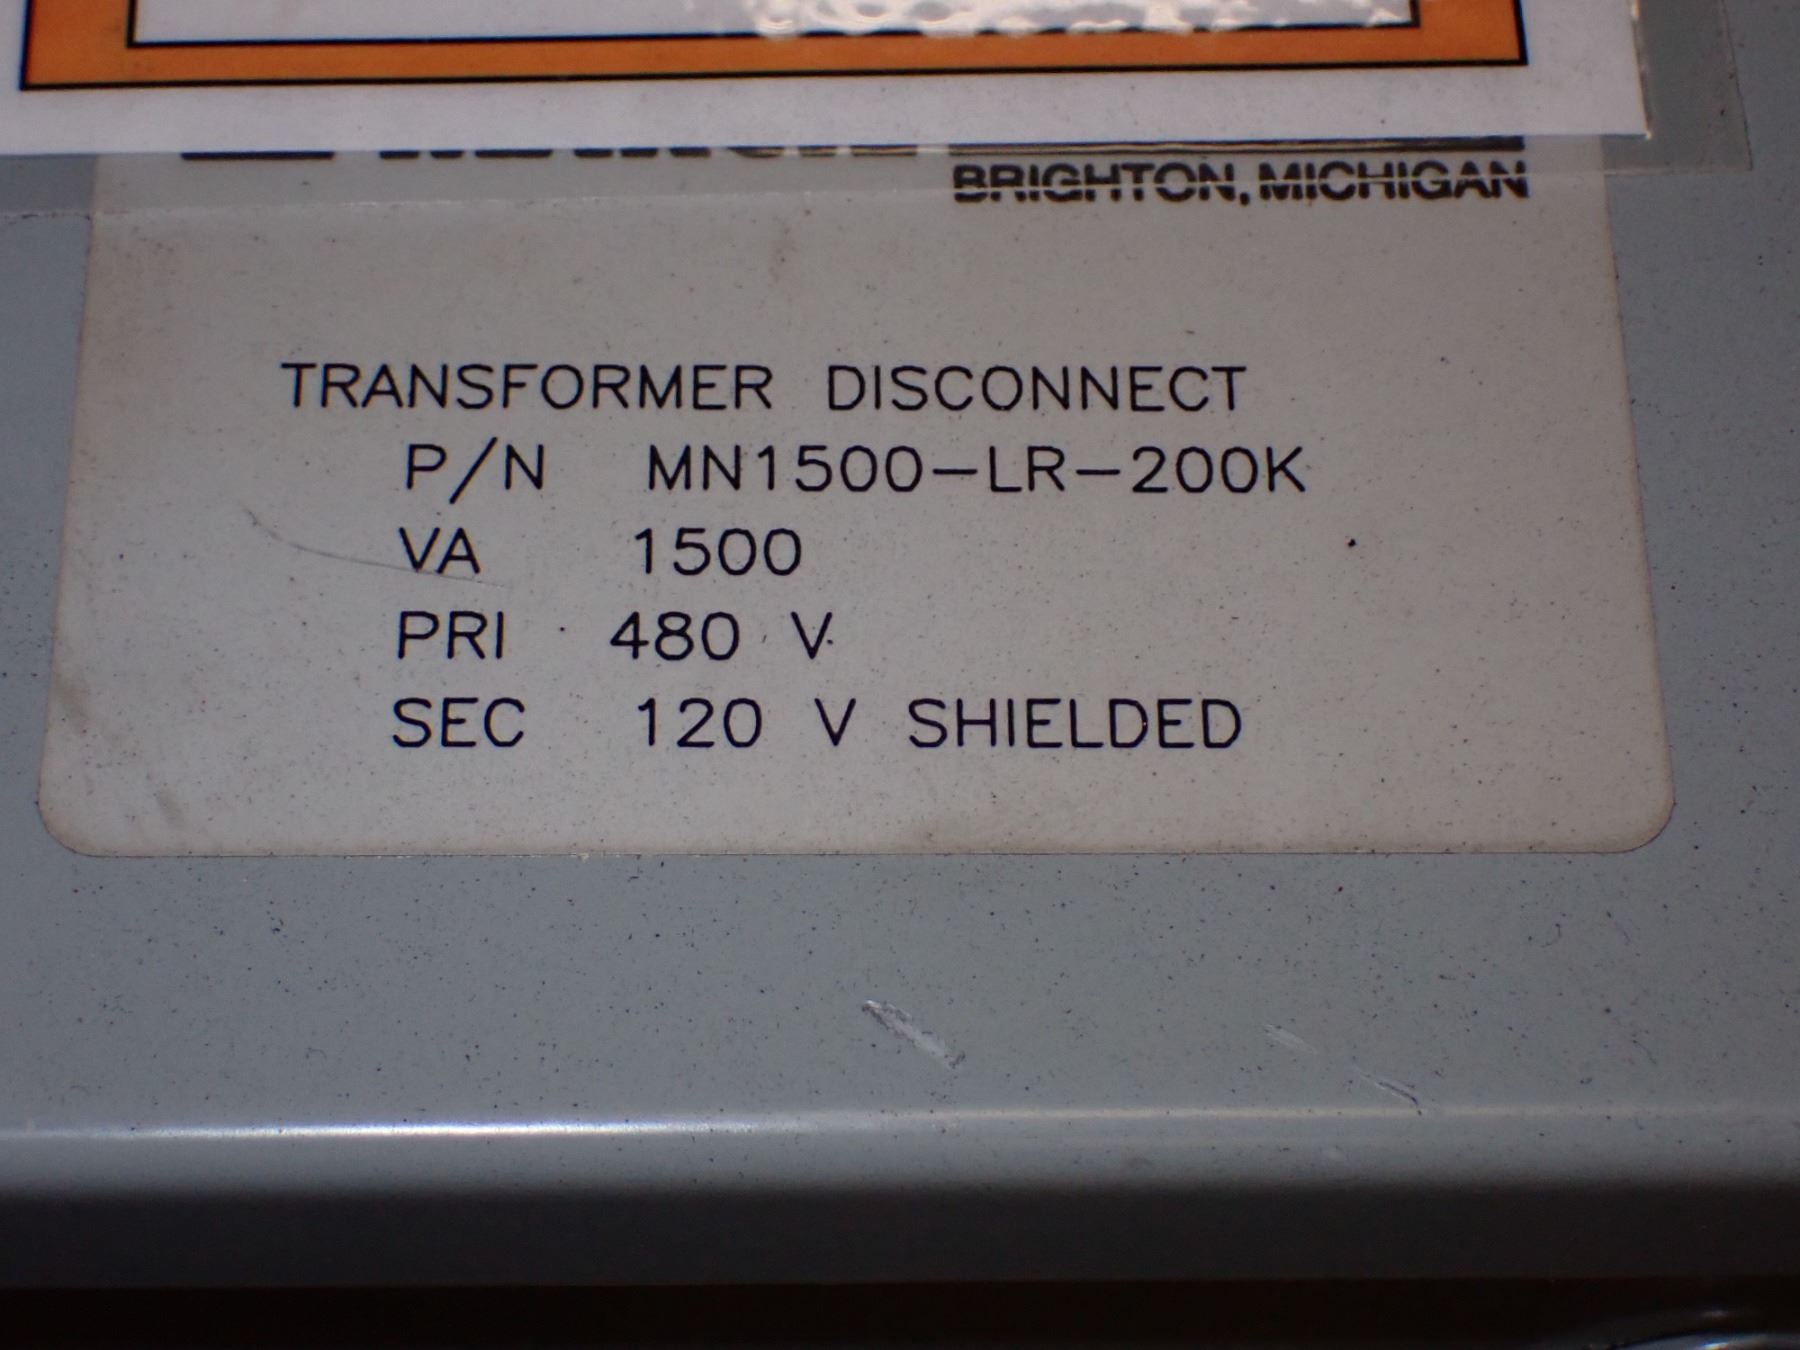 BRIGHTON, MICHIGAN
TRANSFORMER DISCONNECT
P/N MN1500-LR-200K
VA 1500
PRI 480 V
SEC 120 V SHIELDED